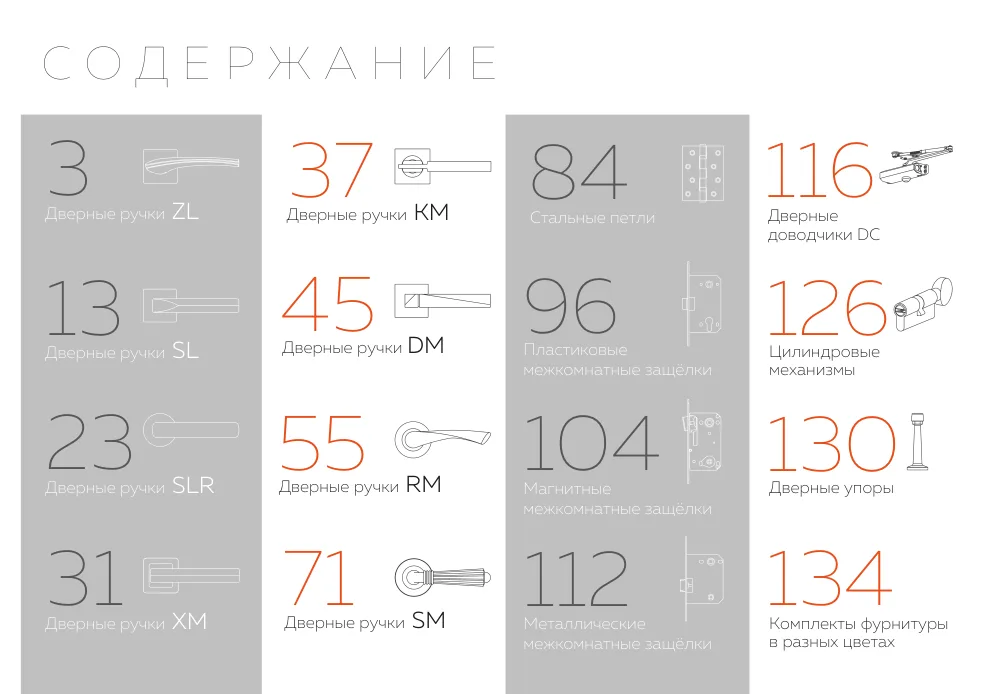 СОДЕРЖАНИЕ
3
Дверные ручки ZL
13
Дверные ручки SL
23
Дверные ручки SLR
31
Дверные ручки XM
37
Дверные ручки KM
45
Дверные ручки DM
55
Дверные ручки RM
71
Дверные ручки SM
84
Стальные петли
96
Пластиковые
межкомнатные защёлки
104
Магнитные
межкомнатные защёлки
112
Металлические
межкомнатные защёлки
116
Дверные
доводчики DC
126
Цилиндровые
механизмы
130
Дверные упоры
134
Комплекты фурнитуры
в разных цветах